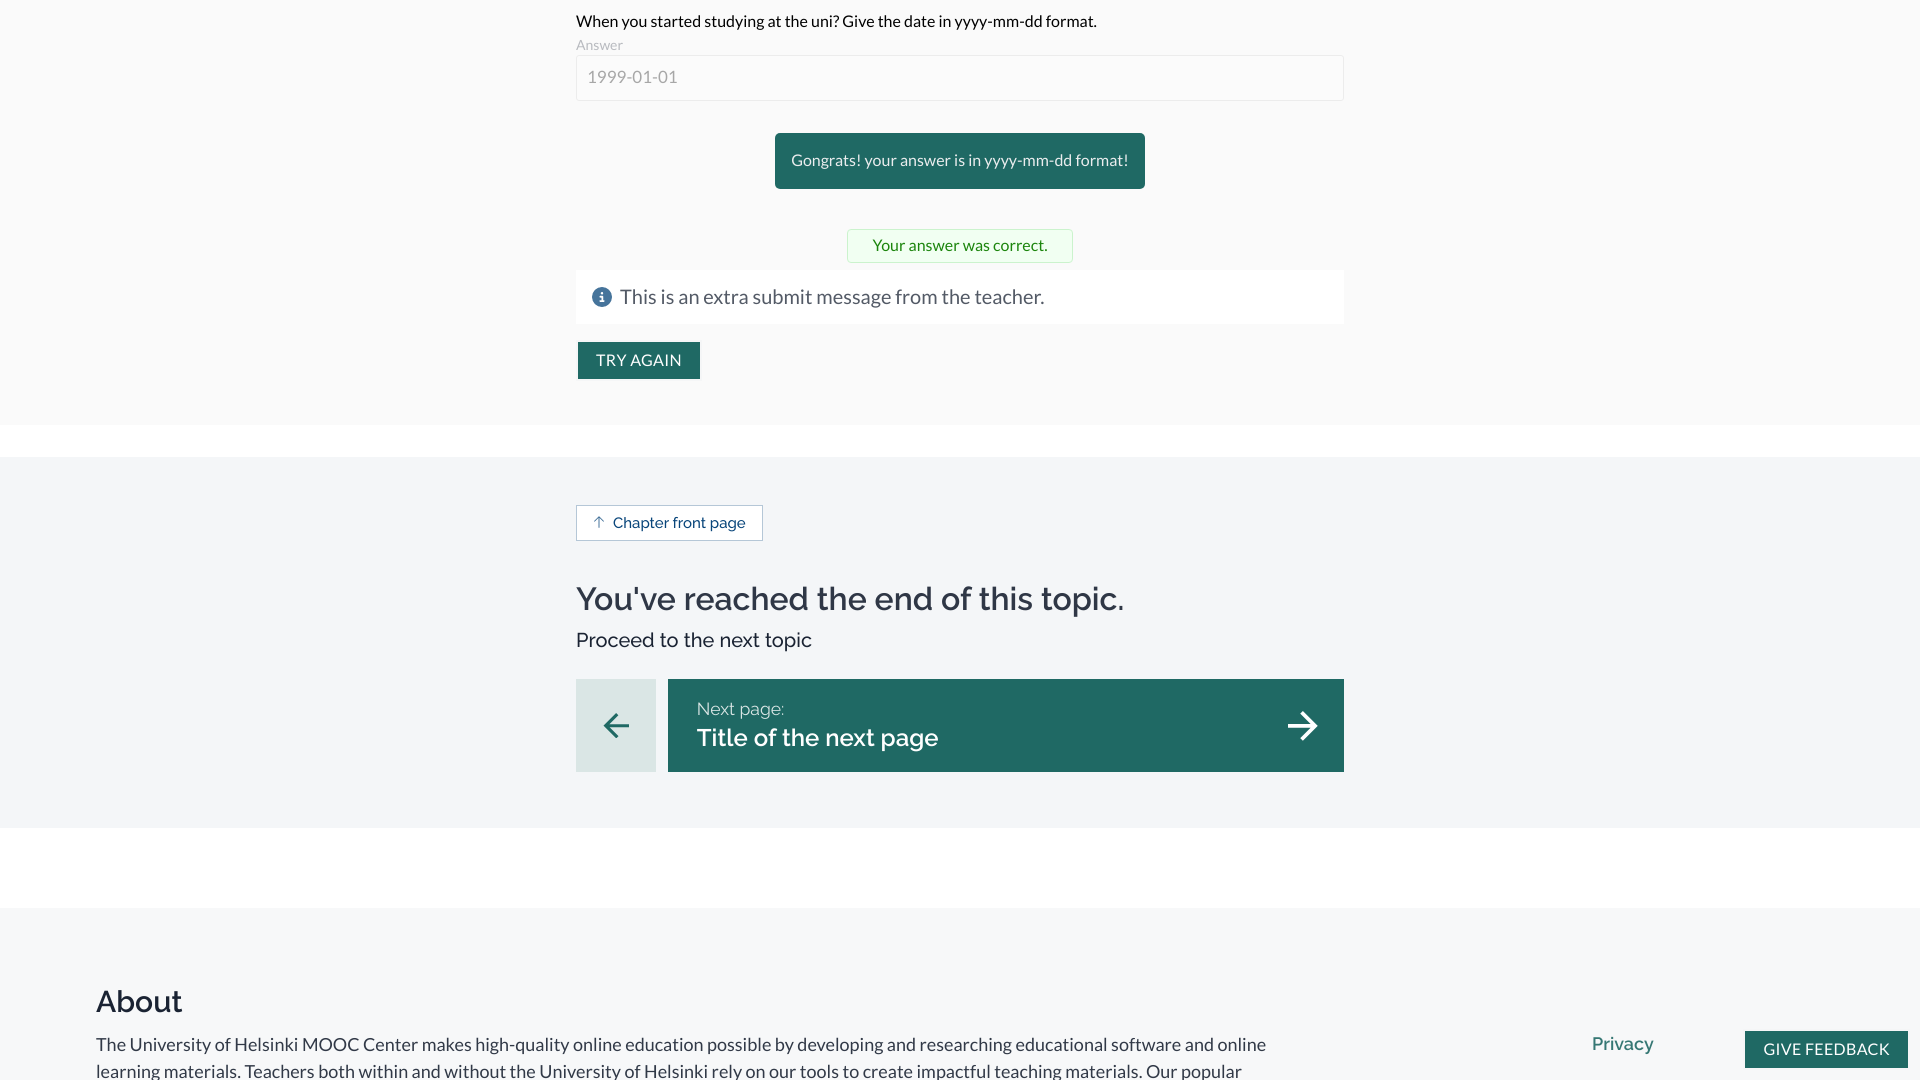 When you started studying at the uni? Give the date in yyyy-mm-dd format.
Answer
1999-01-01
Gongrats! your answer is in yyyy-mm-dd format!
Your answer was correct.
This is an extra submit message from the teacher.
TRY AGAIN
Chapter front page
You've reached the end of this topic.
Proceed to the next topic
Next page:
Title of the next page
About
The University of Helsinki MOOC Center makes high-quality online education possible by developing and researching educational software and online
learning materials. Teachers both within and without the University of Helsinki rely on our tools to create impactful teaching materials. Our popular
Privacy
GIVE FEEDBACK